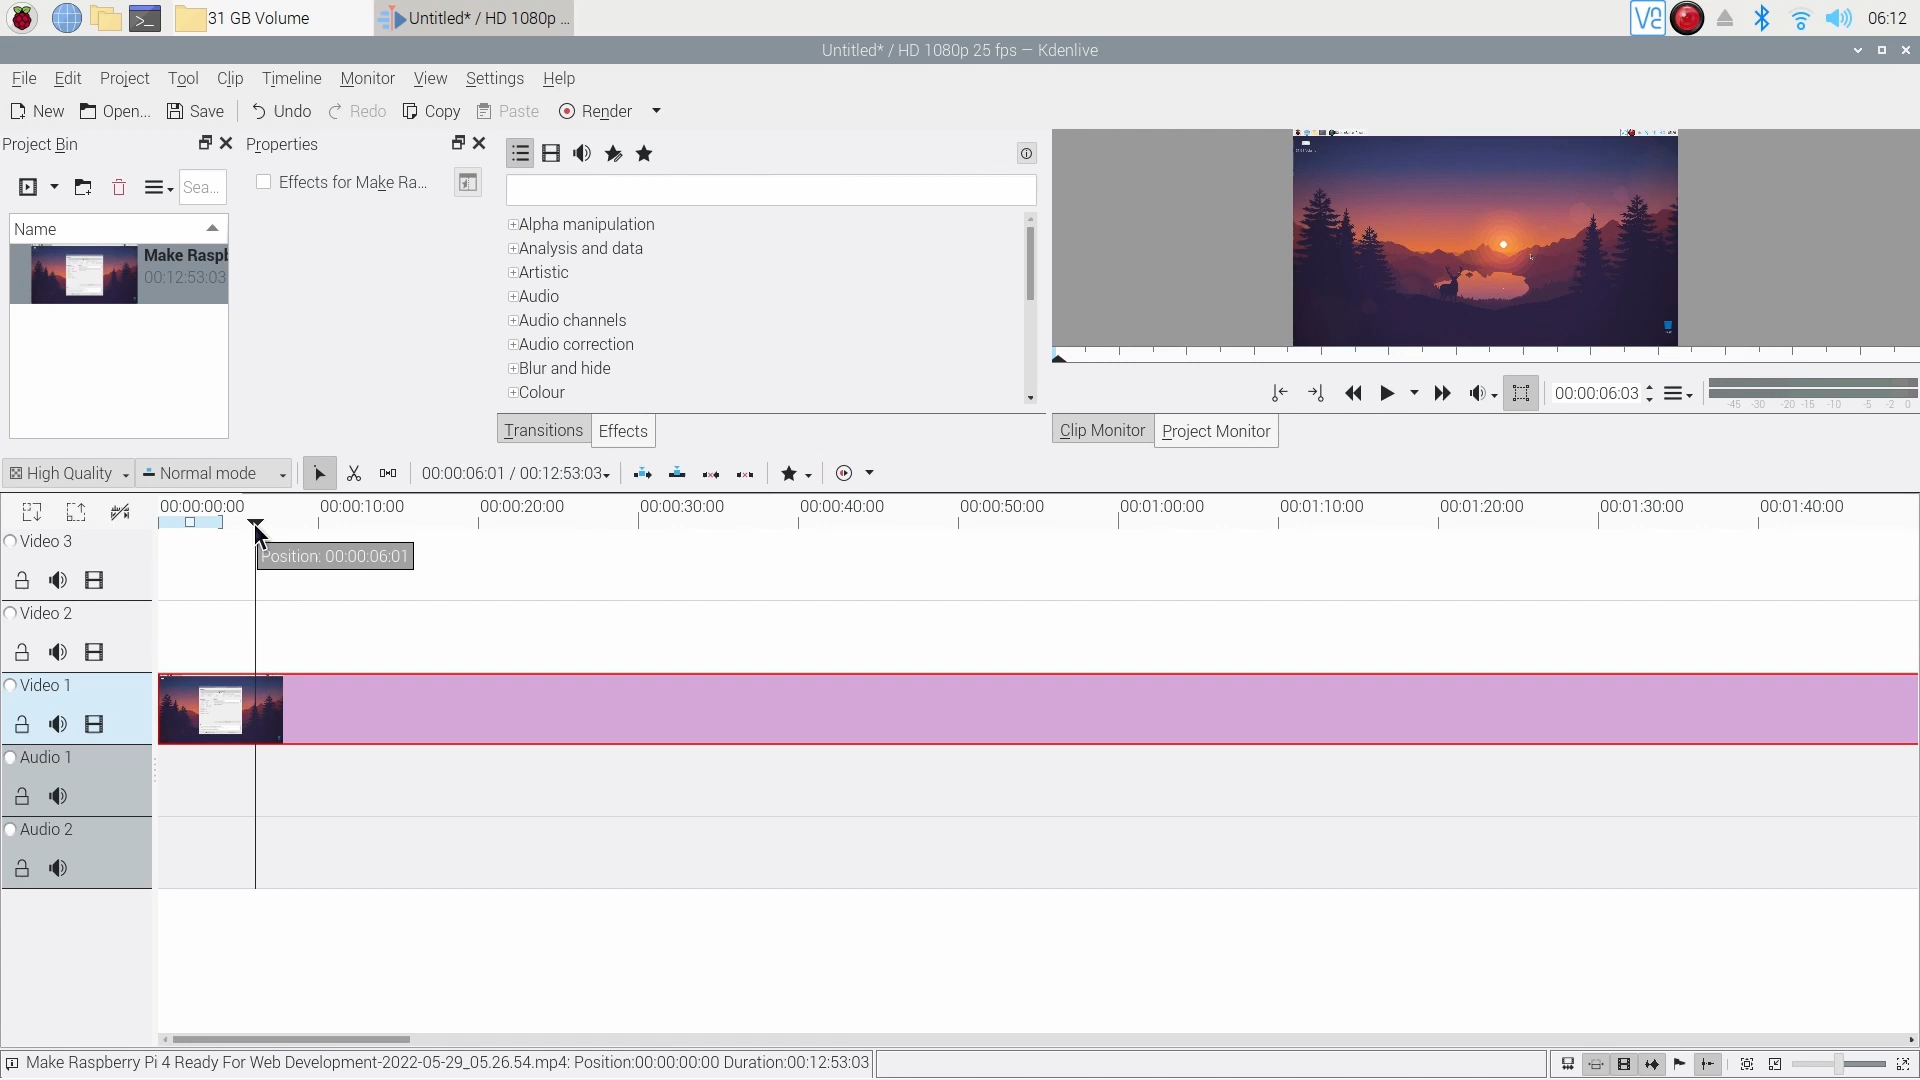 31 GB Volume
Untitled* / HD 1080p ...
06:12
Untitled* / HD 1080p 25 fps — Kdenlive
File Edit Project Tool Clip Timeline Monitor View Settings Help
New Open... Save Undo Redo Copy Paste Render
Project Bin
Properties
Sea...
Effects for Make Ra...
Name
Make Raspb
00:12:53:03
Alpha manipulation
Analysis and data
Artistic
Audio
Audio channels
Audio correction
Blur and hide
Colour
Transitions Effects
00:00:06:03
-45 -30 -20 -15 -10 -5 -2 0
Clip Monitor Project Monitor
High Quality Normal mode 00:00:06:01 / 00:12:53:03
00:00:00:00 00:00:10:00 00:00:20:00 00:00:30:00 00:00:40:00 00:00:50:00 00:01:00:00 00:01:10:00 00:01:20:00 00:01:30:00 00:01:40:00
Position: 00:00:06:01
Video 3
Video 2
Video 1
Audio 1
Audio 2
Make Raspberry Pi 4 Ready For Web Development-2022-05-29_05.26.54.mp4: Position:00:00:00:00 Duration:00:12:53:03